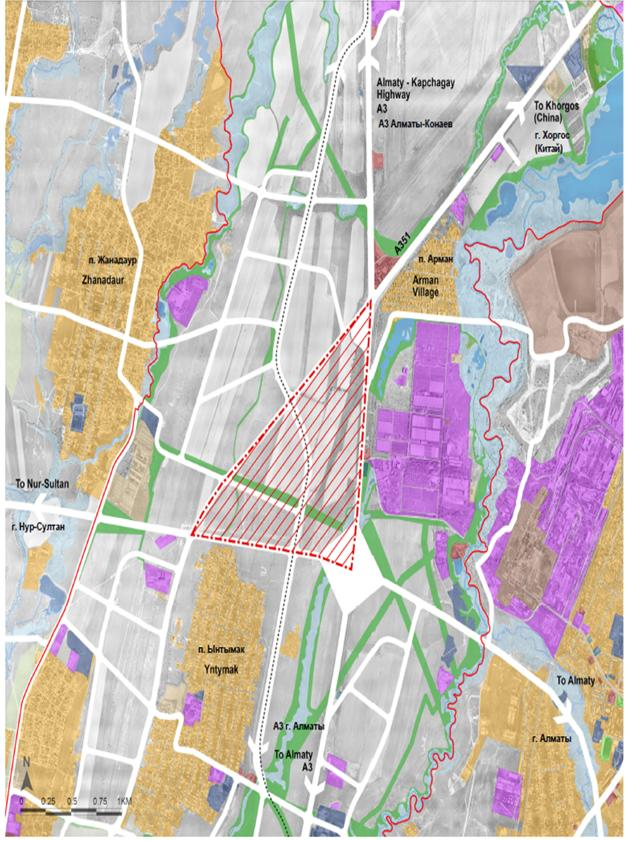 Almaty - Kapchagay
Highway
A3
А3 Алматы-Конаев
To Khorgos
(China)
г. Хоргос
(Китай)
A351
п. Жанадаур
Zhanadaur
п. Арман
Arman
Village
To Nur-Sultan
г. Нур-Султан
п. Ынтымак
Yntymak
To Almaty
г. Алматы
А3 г. Алматы
To Almaty
A3
N
0 0.25 0.5 0.75 1KM